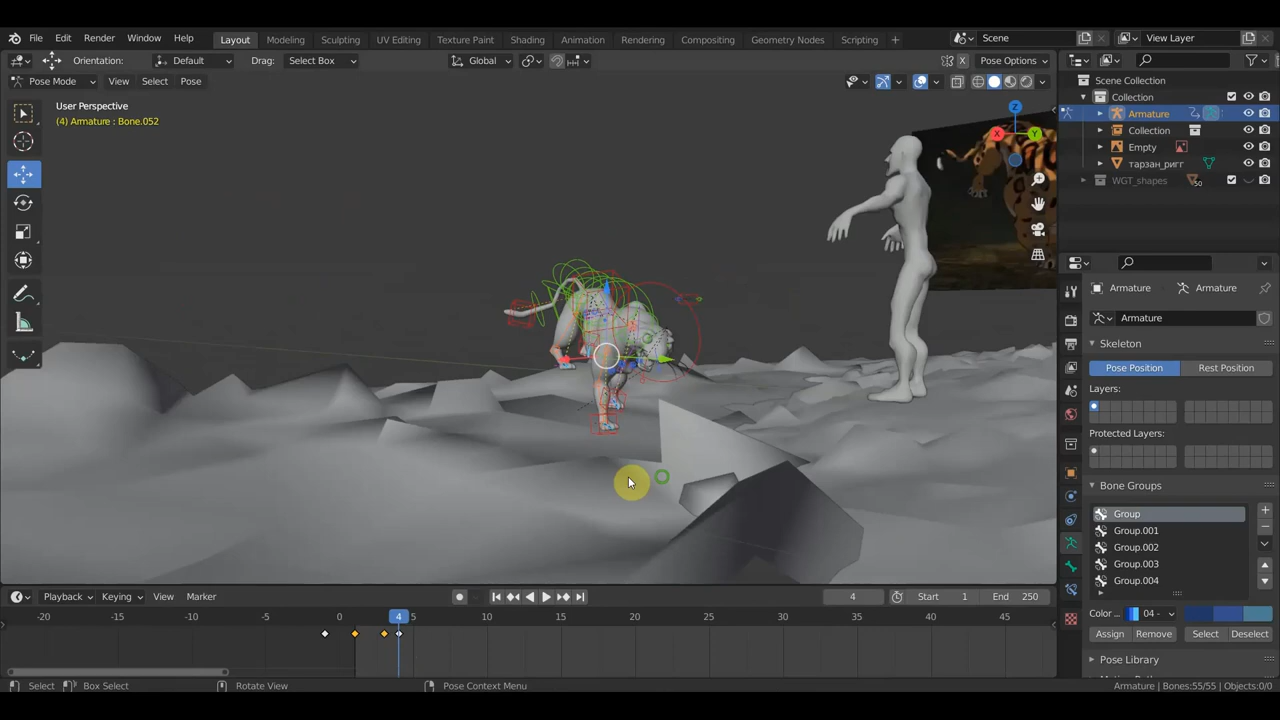 File Edit Render Window Help Layout Modeling Sculpting UV Editing Texture Paint Shading Animation Rendering Compositing Geometry Nodes Scripting + Scene View Layer
Orientation: Default Drag: Select Box Global X Pose Options
Pose Mode View Select Pose
User Perspective
(4) Armature : Bone.052
Z
X
Y
Scene Collection
Collection
Armature
Collection
Empty
тарзан_ригг
WGT_shapes
50
Armature Armature
Armature
Skeleton
Pose Position Rest Position
Layers:
Protected Layers:
Bone Groups
Group
Group.001
Group.002
Group.003
Group.004
Color ... 04 -
Assign Remove Select Deselect
Pose Library
Playback Keying View Marker 4 Start 1 End 250
-20 -15 -10 -5 0 4 5 10 15 20 25 30 35 40 45
Select Box Select Rotate View Pose Context Menu Armature | Bones:55/55 | Objects:0/0